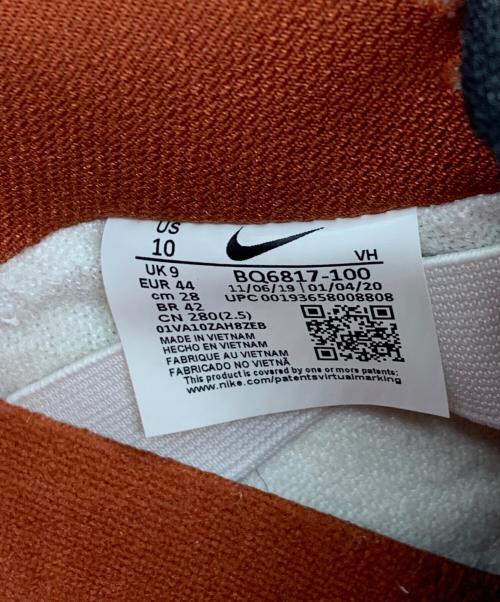 US
10
VH
UK 9
BQ6817-100
EUR 44
11/06/19 | 01/04/20
cm 28
UPC 00193658008808
BR 42
CN 280(2.5)
01VA10ZAH8ZEB
MADE IN VIETNAM
HECHO EN VIETNAM
FABRIQUE AU VIETNAM
FABRICADO NO VIETNÃ
This product is covered by one or more patents:
www.nike.com/patentsvirtualmarking